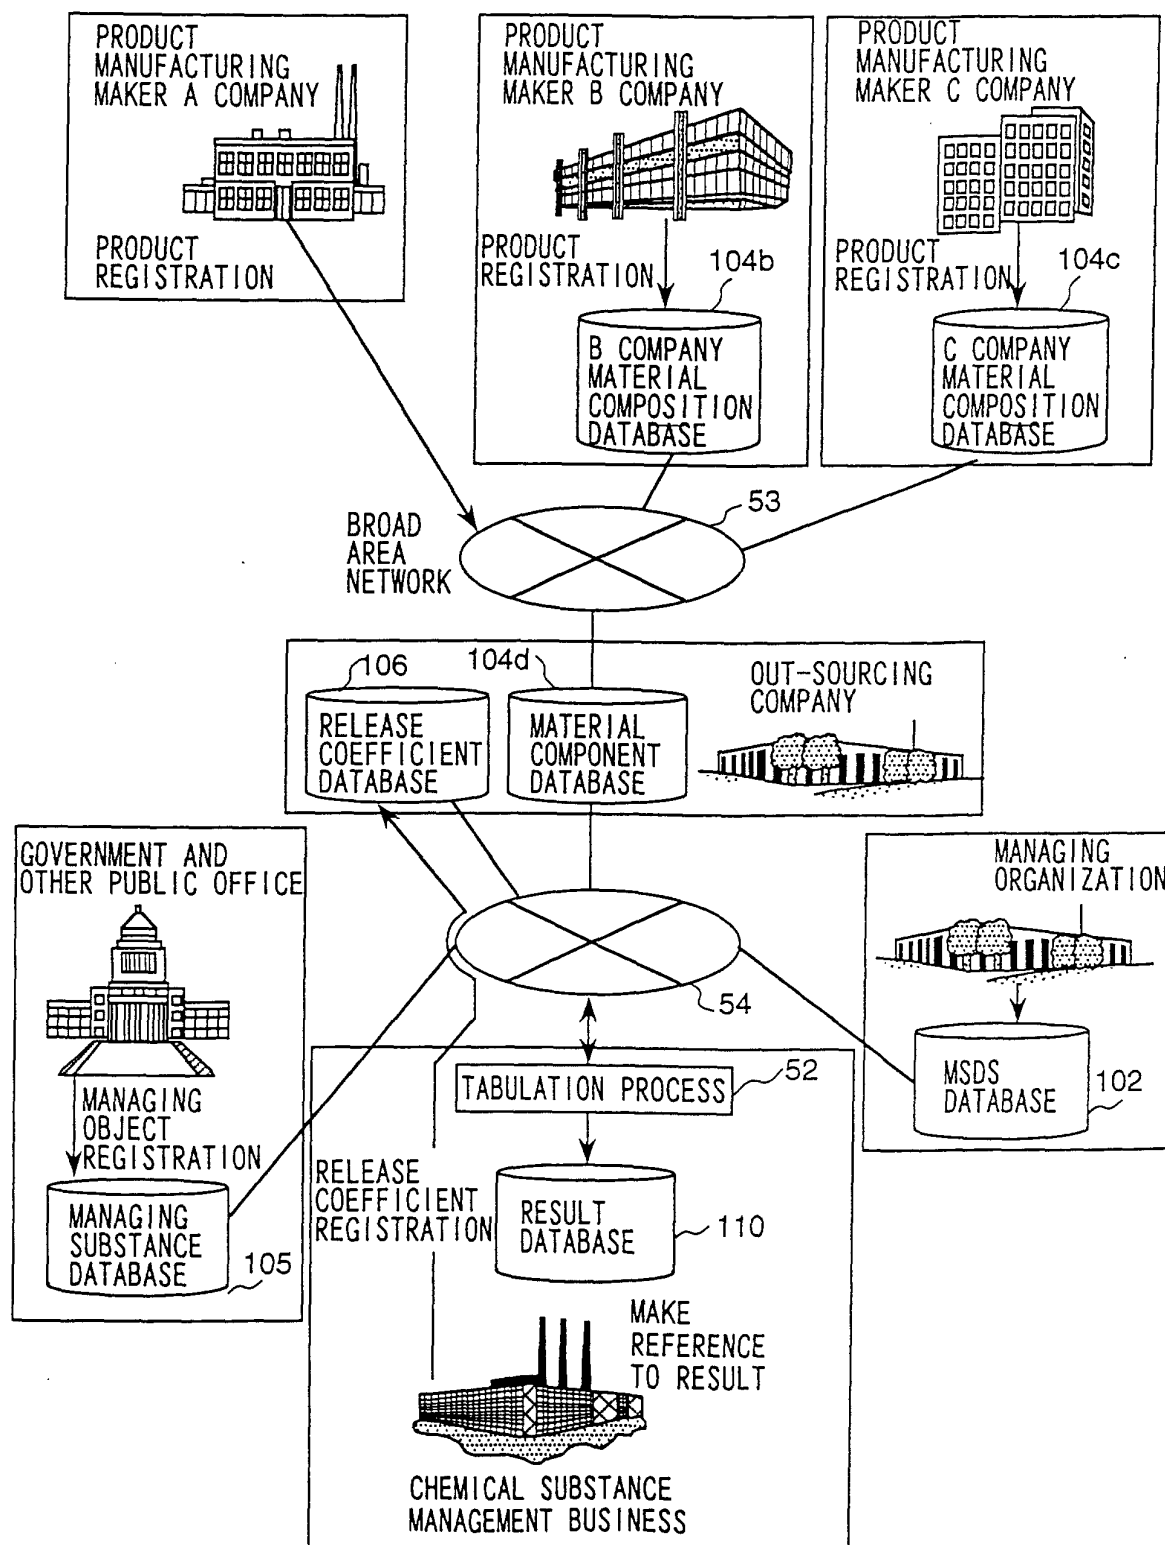 PRODUCT
MANUFACTURING
MAKER A COMPANY
PRODUCT
REGISTRATION
PRODUCT
MANUFACTURING
MAKER B COMPANY
PRODUCT
REGISTRATION
104b
B COMPANY
MATERIAL
COMPOSITION
DATABASE
PRODUCT
MANUFACTURING
MAKER C COMPANY
PRODUCT
REGISTRATION
104c
C COMPANY
MATERIAL
COMPOSITION
DATABASE
BROAD
AREA
NETWORK
53
106
RELEASE
COEFFICIENT
DATABASE
104d
MATERIAL
COMPONENT
DATABASE
OUT-SOURCING
COMPANY
GOVERNMENT AND
OTHER PUBLIC OFFICE
MANAGING
OBJECT
REGISTRATION
MANAGING
SUBSTANCE
DATABASE
105
54
MANAGING
ORGANIZATION
MSDS
DATABASE
102
TABULATION PROCESS
52
RELEASE
COEFFICIENT
REGISTRATION
RESULT
DATABASE
110
MAKE
REFERENCE
TO RESULT
CHEMICAL SUBSTANCE
MANAGEMENT BUSINESS